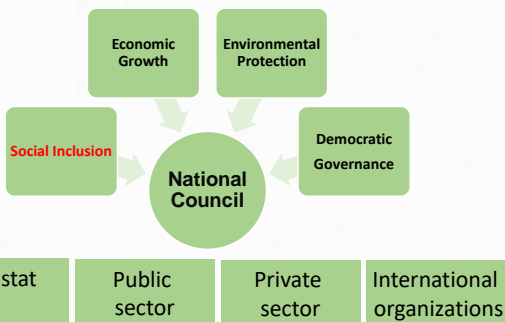 Economic
Growth
Environmental
Protection
Social Inclusion
Democratic
Governance
National
Council
stat
Public
sector
Private
sector
International
organizations